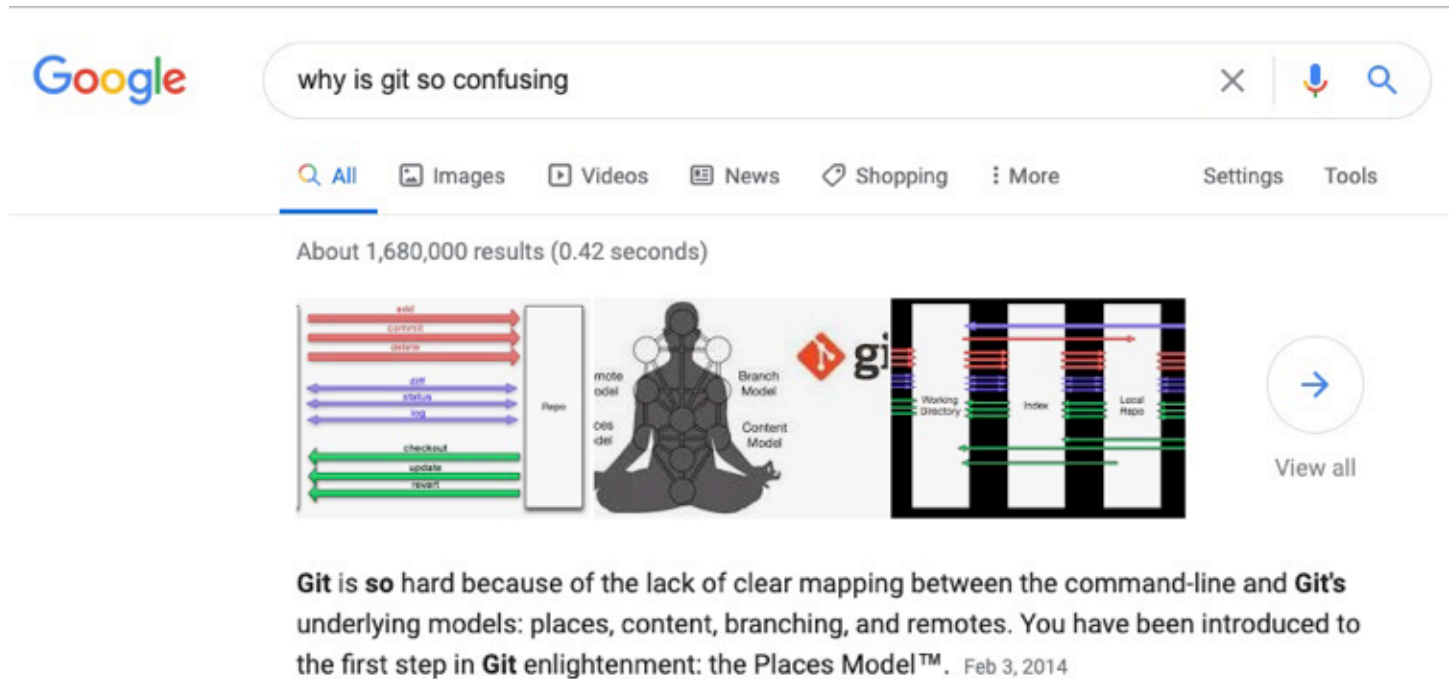 Google
why is git so confusing
All Images Videos News Shopping More Settings Tools
About 1,680,000 results (0.42 seconds)
add
commit
delete
diff
status
log
checkout
update
revert
Repo
Branch
Model
Content
Model
Working
Directory
Index
Local
Repo
View all
Git is so hard because of the lack of clear mapping between the command-line and Git's
underlying models: places, content, branching, and remotes. You have been introduced to
the first step in Git enlightenment: the Places Model™. Feb 3, 2014